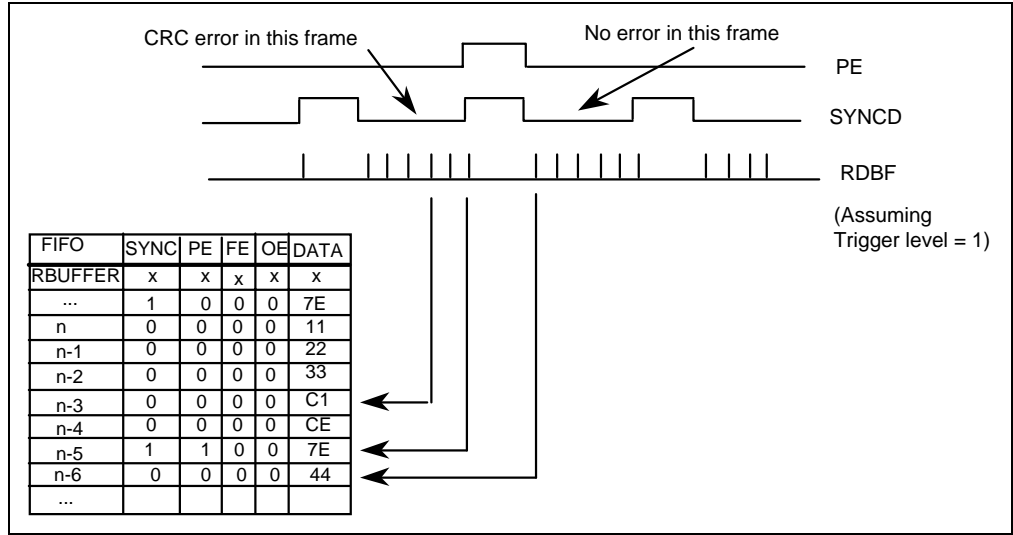 CRC error in this frame
No error in this frame
PE
SYNCD
RDBF
(Assuming
Trigger level = 1)
FIFO SYNC PE FE OE DATA
RBUFFER x x x x x
... 1 0 0 0 7E
n 0 0 0 0 11
n-1 0 0 0 0 22
n-2 0 0 0 0 33
n-3 0 0 0 0 C1
n-4 0 0 0 0 CE
n-5 1 1 0 0 7E
n-6 0 0 0 0 44
...